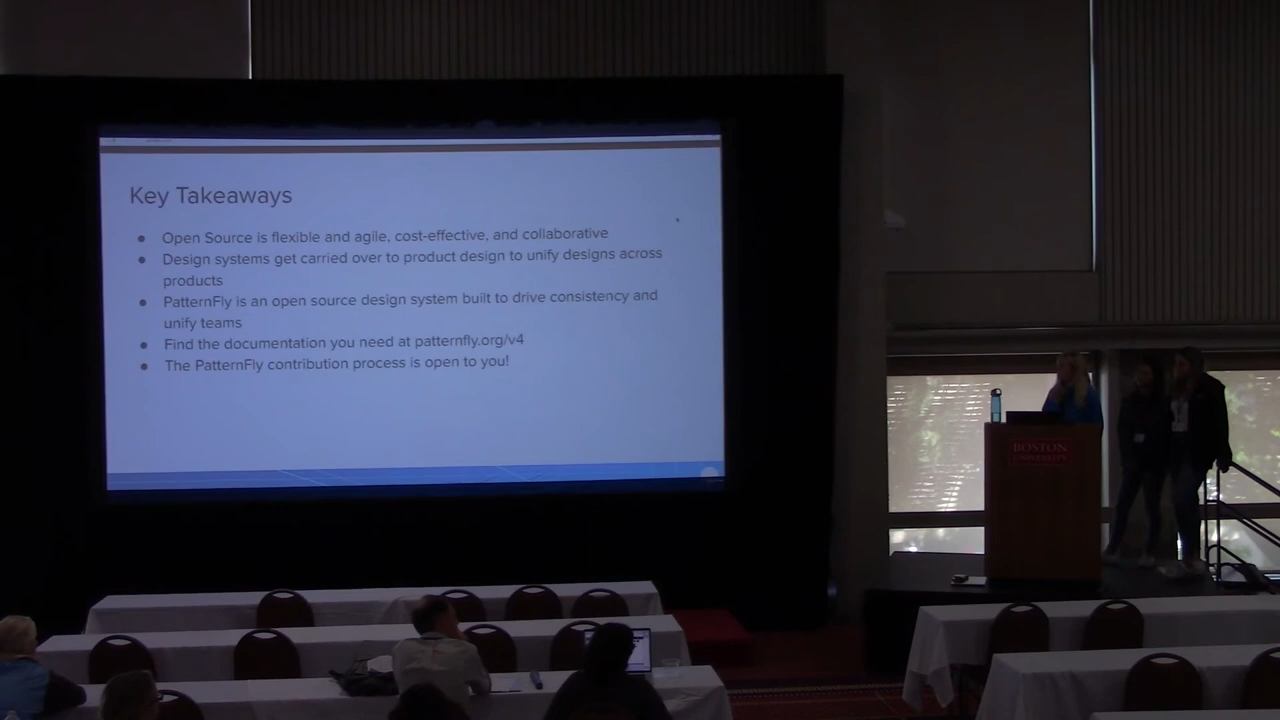 Key Takeaways
● Open Source is flexible and agile, cost-effective, and collaborative
● Design systems get carried over to product design to unify designs across
products
● PatternFly is an open source design system built to drive consistency and
unify teams
● Find the documentation you need at patternfly.org/v4
● The PatternFly contribution process is open to you!
BOSTON
UNIVERSITY